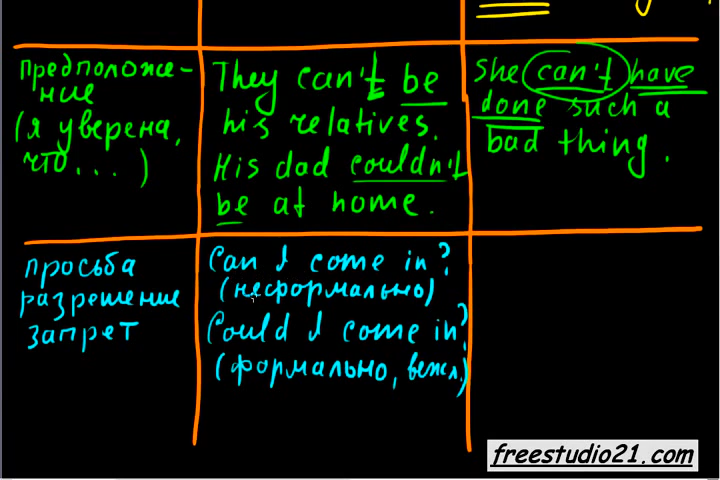 предположе-
ние
(я уверена,
что...)
They can't be
his relatives.
His dad couldn't
be at home.
She can't have
done such a
bad thing.
просьба
разрешение
запрет
Can I come in?
(неформально)
Could I come in?
(формально, вежл.)
freestudio21.com